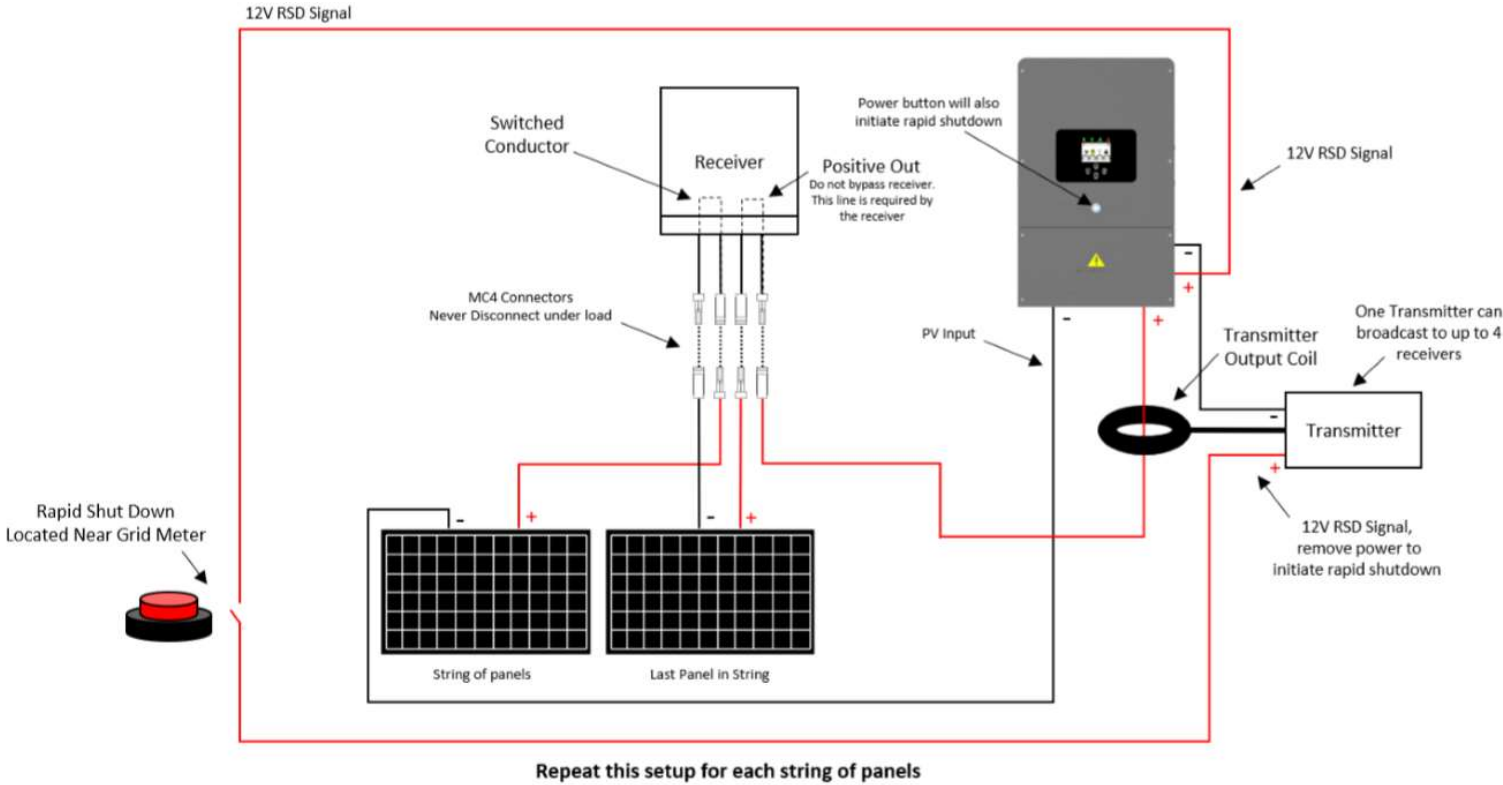 12V RSD Signal
Switched
Conductor
Receiver
Positive Out
Do not bypass receiver.
This line is required by
the receiver
Power button will also
initiate rapid shutdown
12V RSD Signal
MC4 Connectors
Never Disconnect under load
PV Input
-
+
-
+
Transmitter
Output Coil
One Transmitter can
broadcast to up to 4
receivers
-
Transmitter
+
12V RSD Signal,
remove power to
initiate rapid shutdown
Rapid Shut Down
Located Near Grid Meter
-
+
-
+
String of panels
Last Panel in String
Repeat this setup for each string of panels